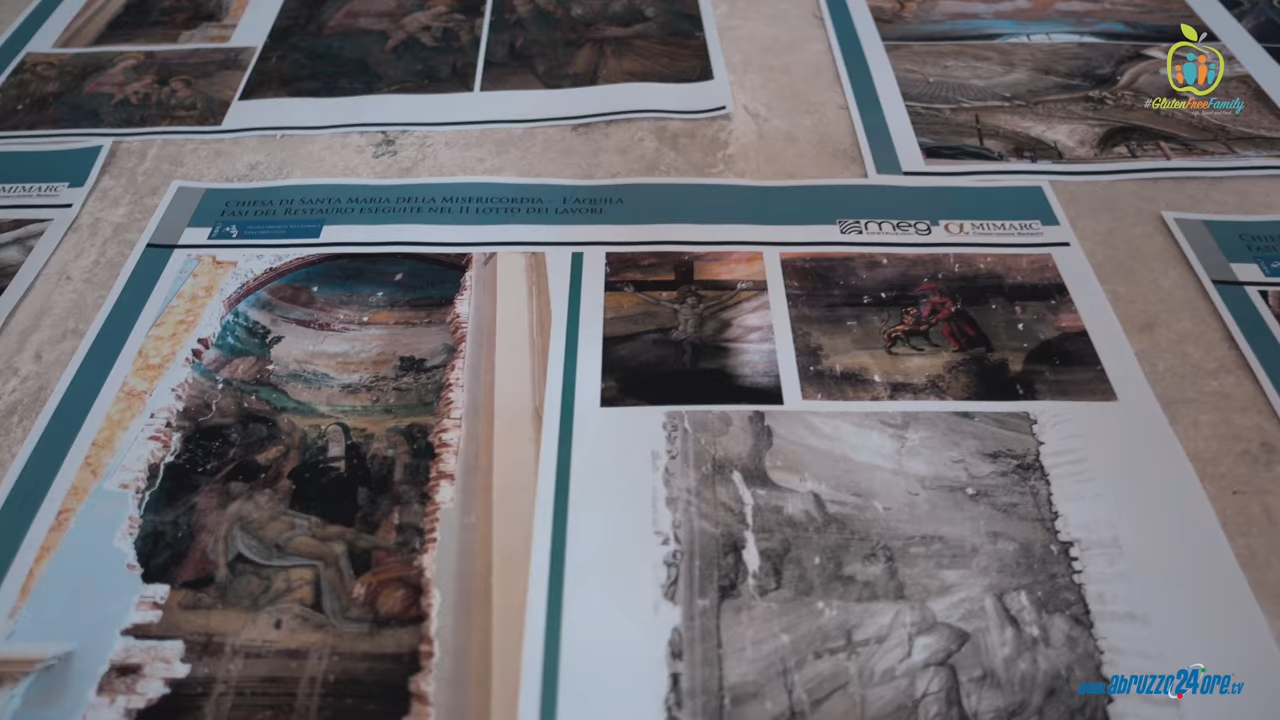 #GlutenFreeFamily
MIMARC
CHIESA DI SANTA MARIA DELLA MISERICORDIA - L'AQUILA
FASI DEL RESTAURO ESEGUITE NEL II LOTTO DEI LAVORI
meg
MIMARC
www.abruzzo24ore.tv